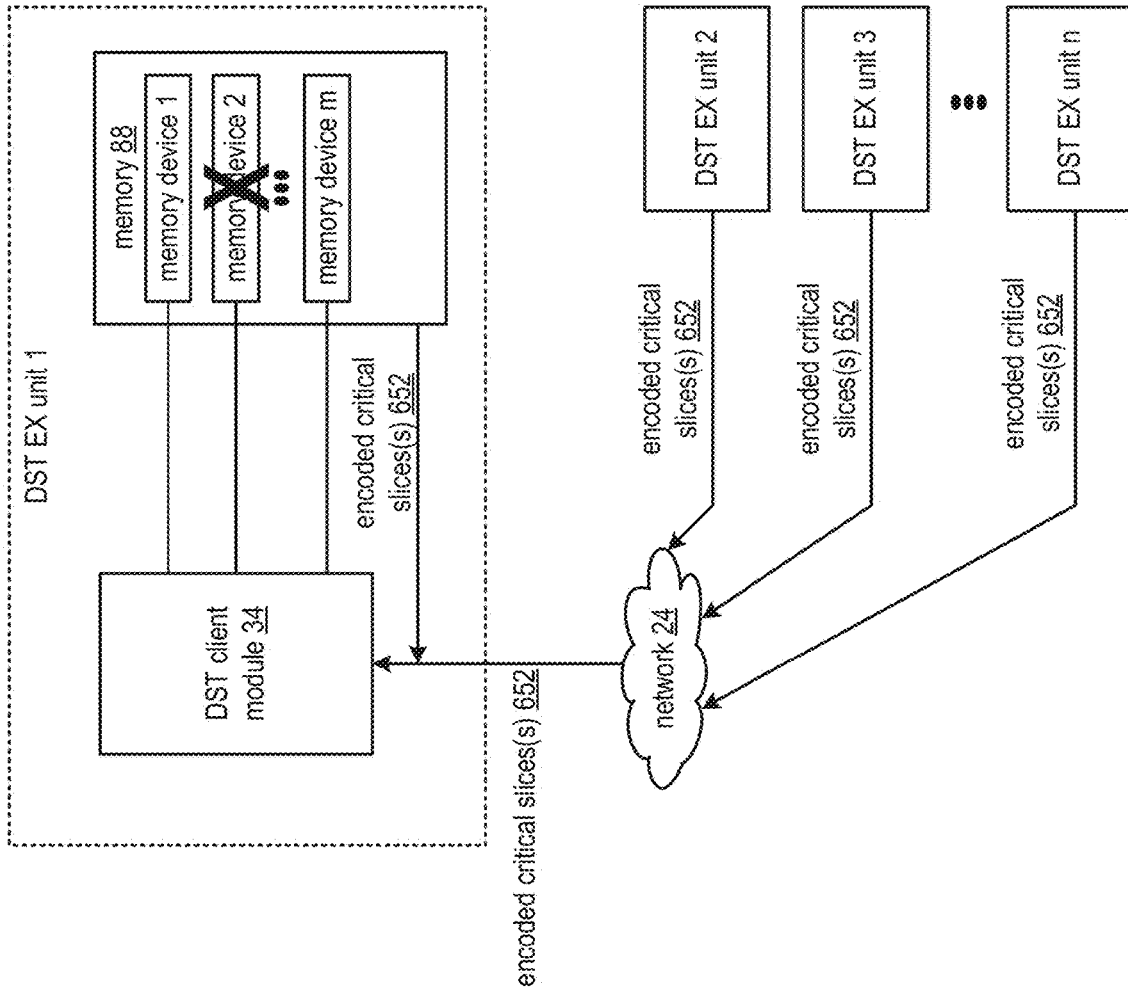 DST EX unit 1
memory 88
memory device 1
memory device 2
memory device m
DST client
module 34
encoded critical
slices(s) 652
encoded critical slices(s) 652
network 24
encoded critical
slices(s) 652
DST EX unit 2
encoded critical
slices(s) 652
DST EX unit 3
encoded critical
slices(s) 652
DST EX unit n